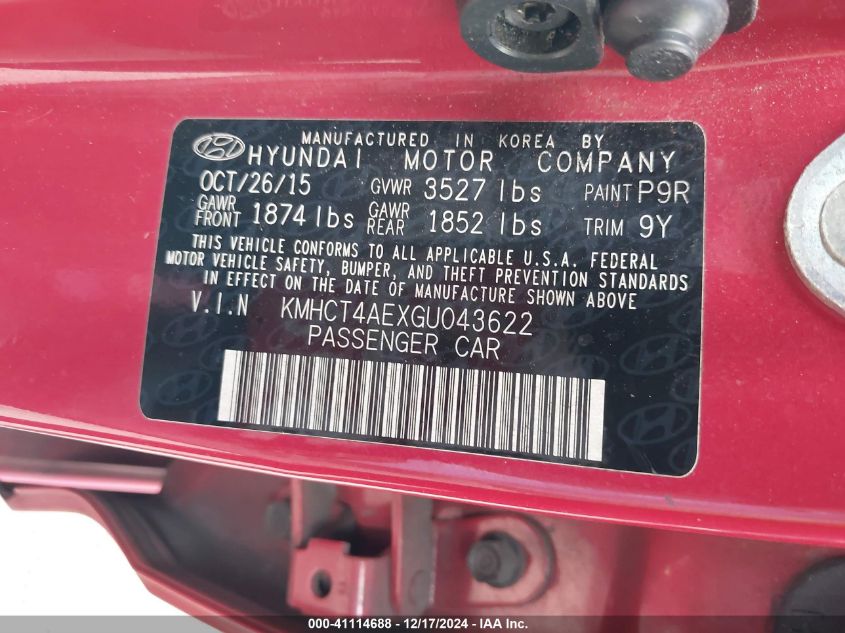 MANUFACTURED IN KOREA BY
HYUNDAI MOTOR COMPANY
OCT/26/15 GVWR 3527 lbs PAINT P9R
GAWR FRONT 1874 lbs GAWR REAR 1852 lbs TRIM 9Y
THIS VEHICLE CONFORMS TO ALL APPLICABLE U.S.A. FEDERAL
MOTOR VEHICLE SAFETY, BUMPER, AND THEFT PREVENTION STANDARDS
IN EFFECT ON THE DATE OF MANUFACTURE SHOWN ABOVE
V.I.N KMHCT4AEXGU043622
PASSENGER CAR
000-41114688 - 12/17/2024 - IAA Inc.